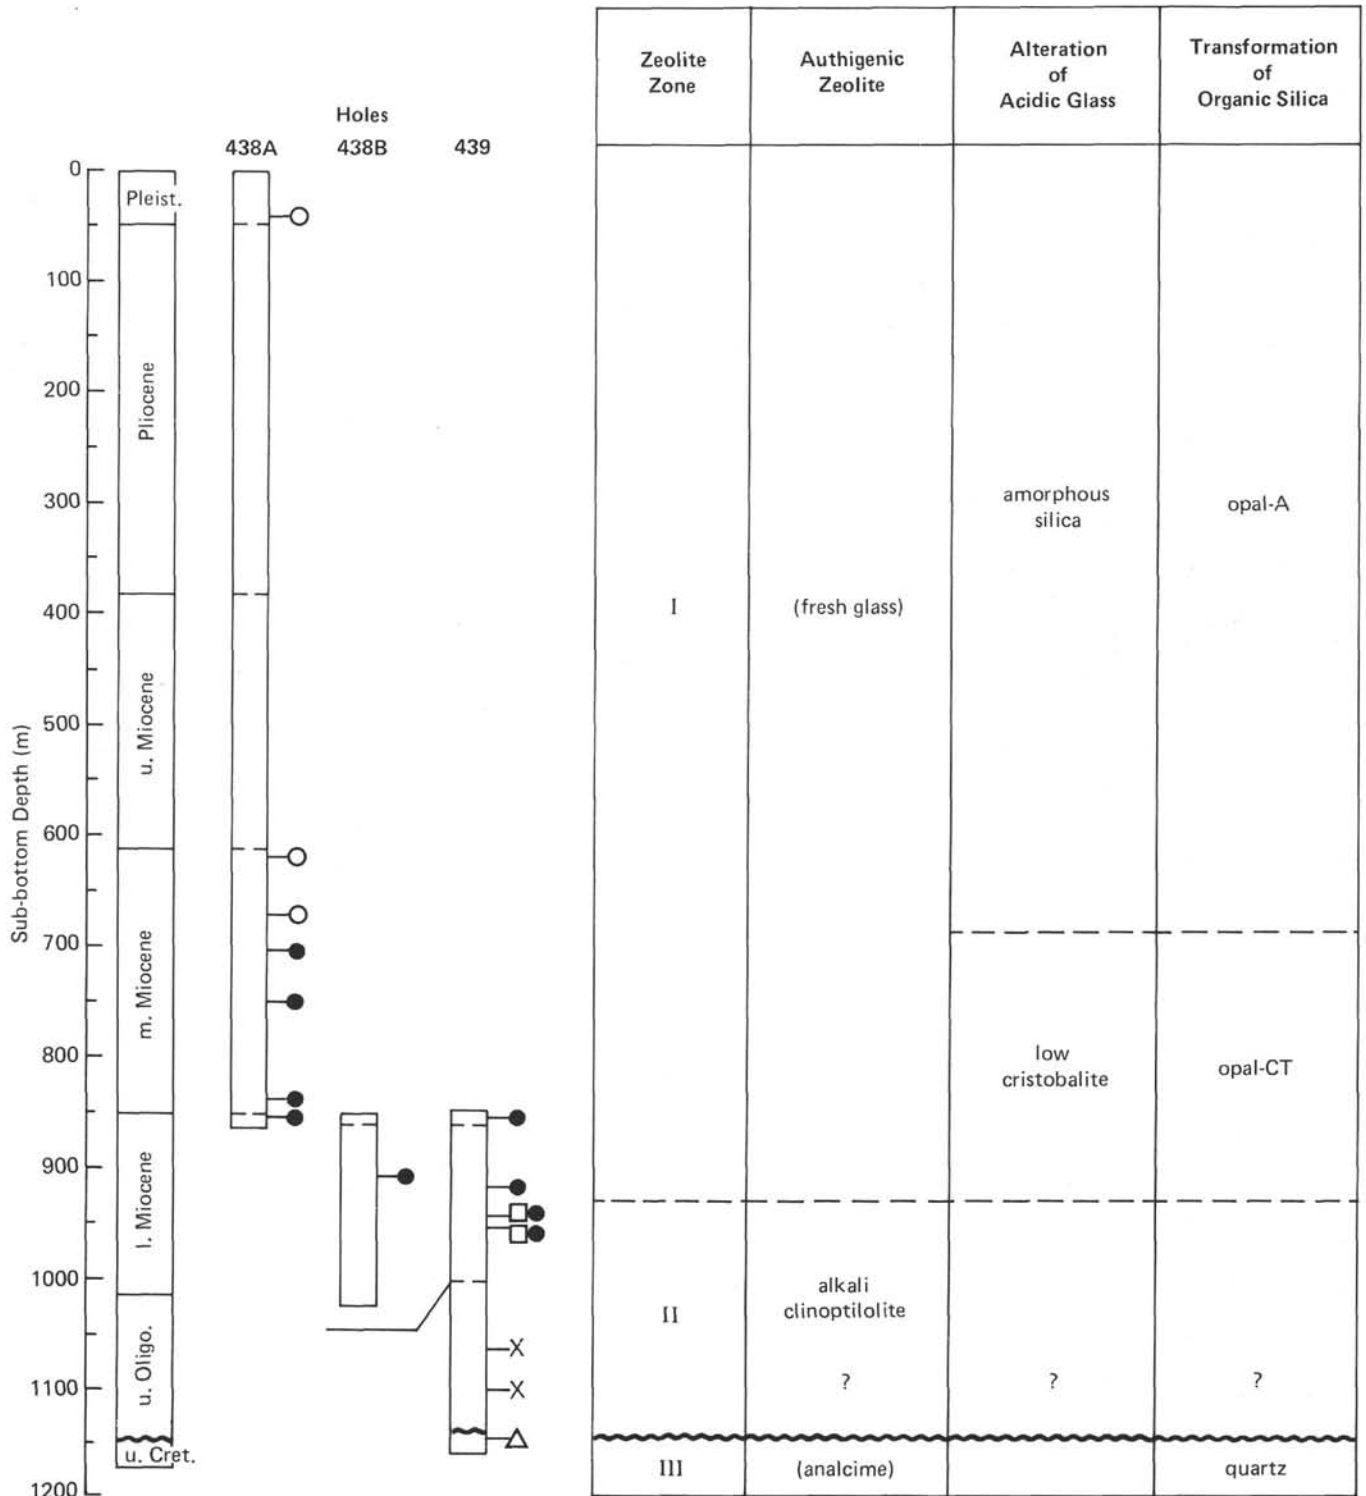 Holes
438A
438B
439
Zeolite
Zone
Authigenic
Zeolite
Alteration
of
Acidic Glass
Transformation
of
Organic Silica
Sub-bottom Depth (m)
0
100
200
300
400
500
600
700
800
900
1000
1100
1200
Pleist.
Pliocene
u. Miocene
m. Miocene
l. Miocene
u. Oligo.
u. Cret.
X
X
I
(fresh glass)
amorphous
silica
opal-A
low
cristobalite
opal-CT
II
alkali
clinoptilolite
?
?
?
III
(analcime)
quartz